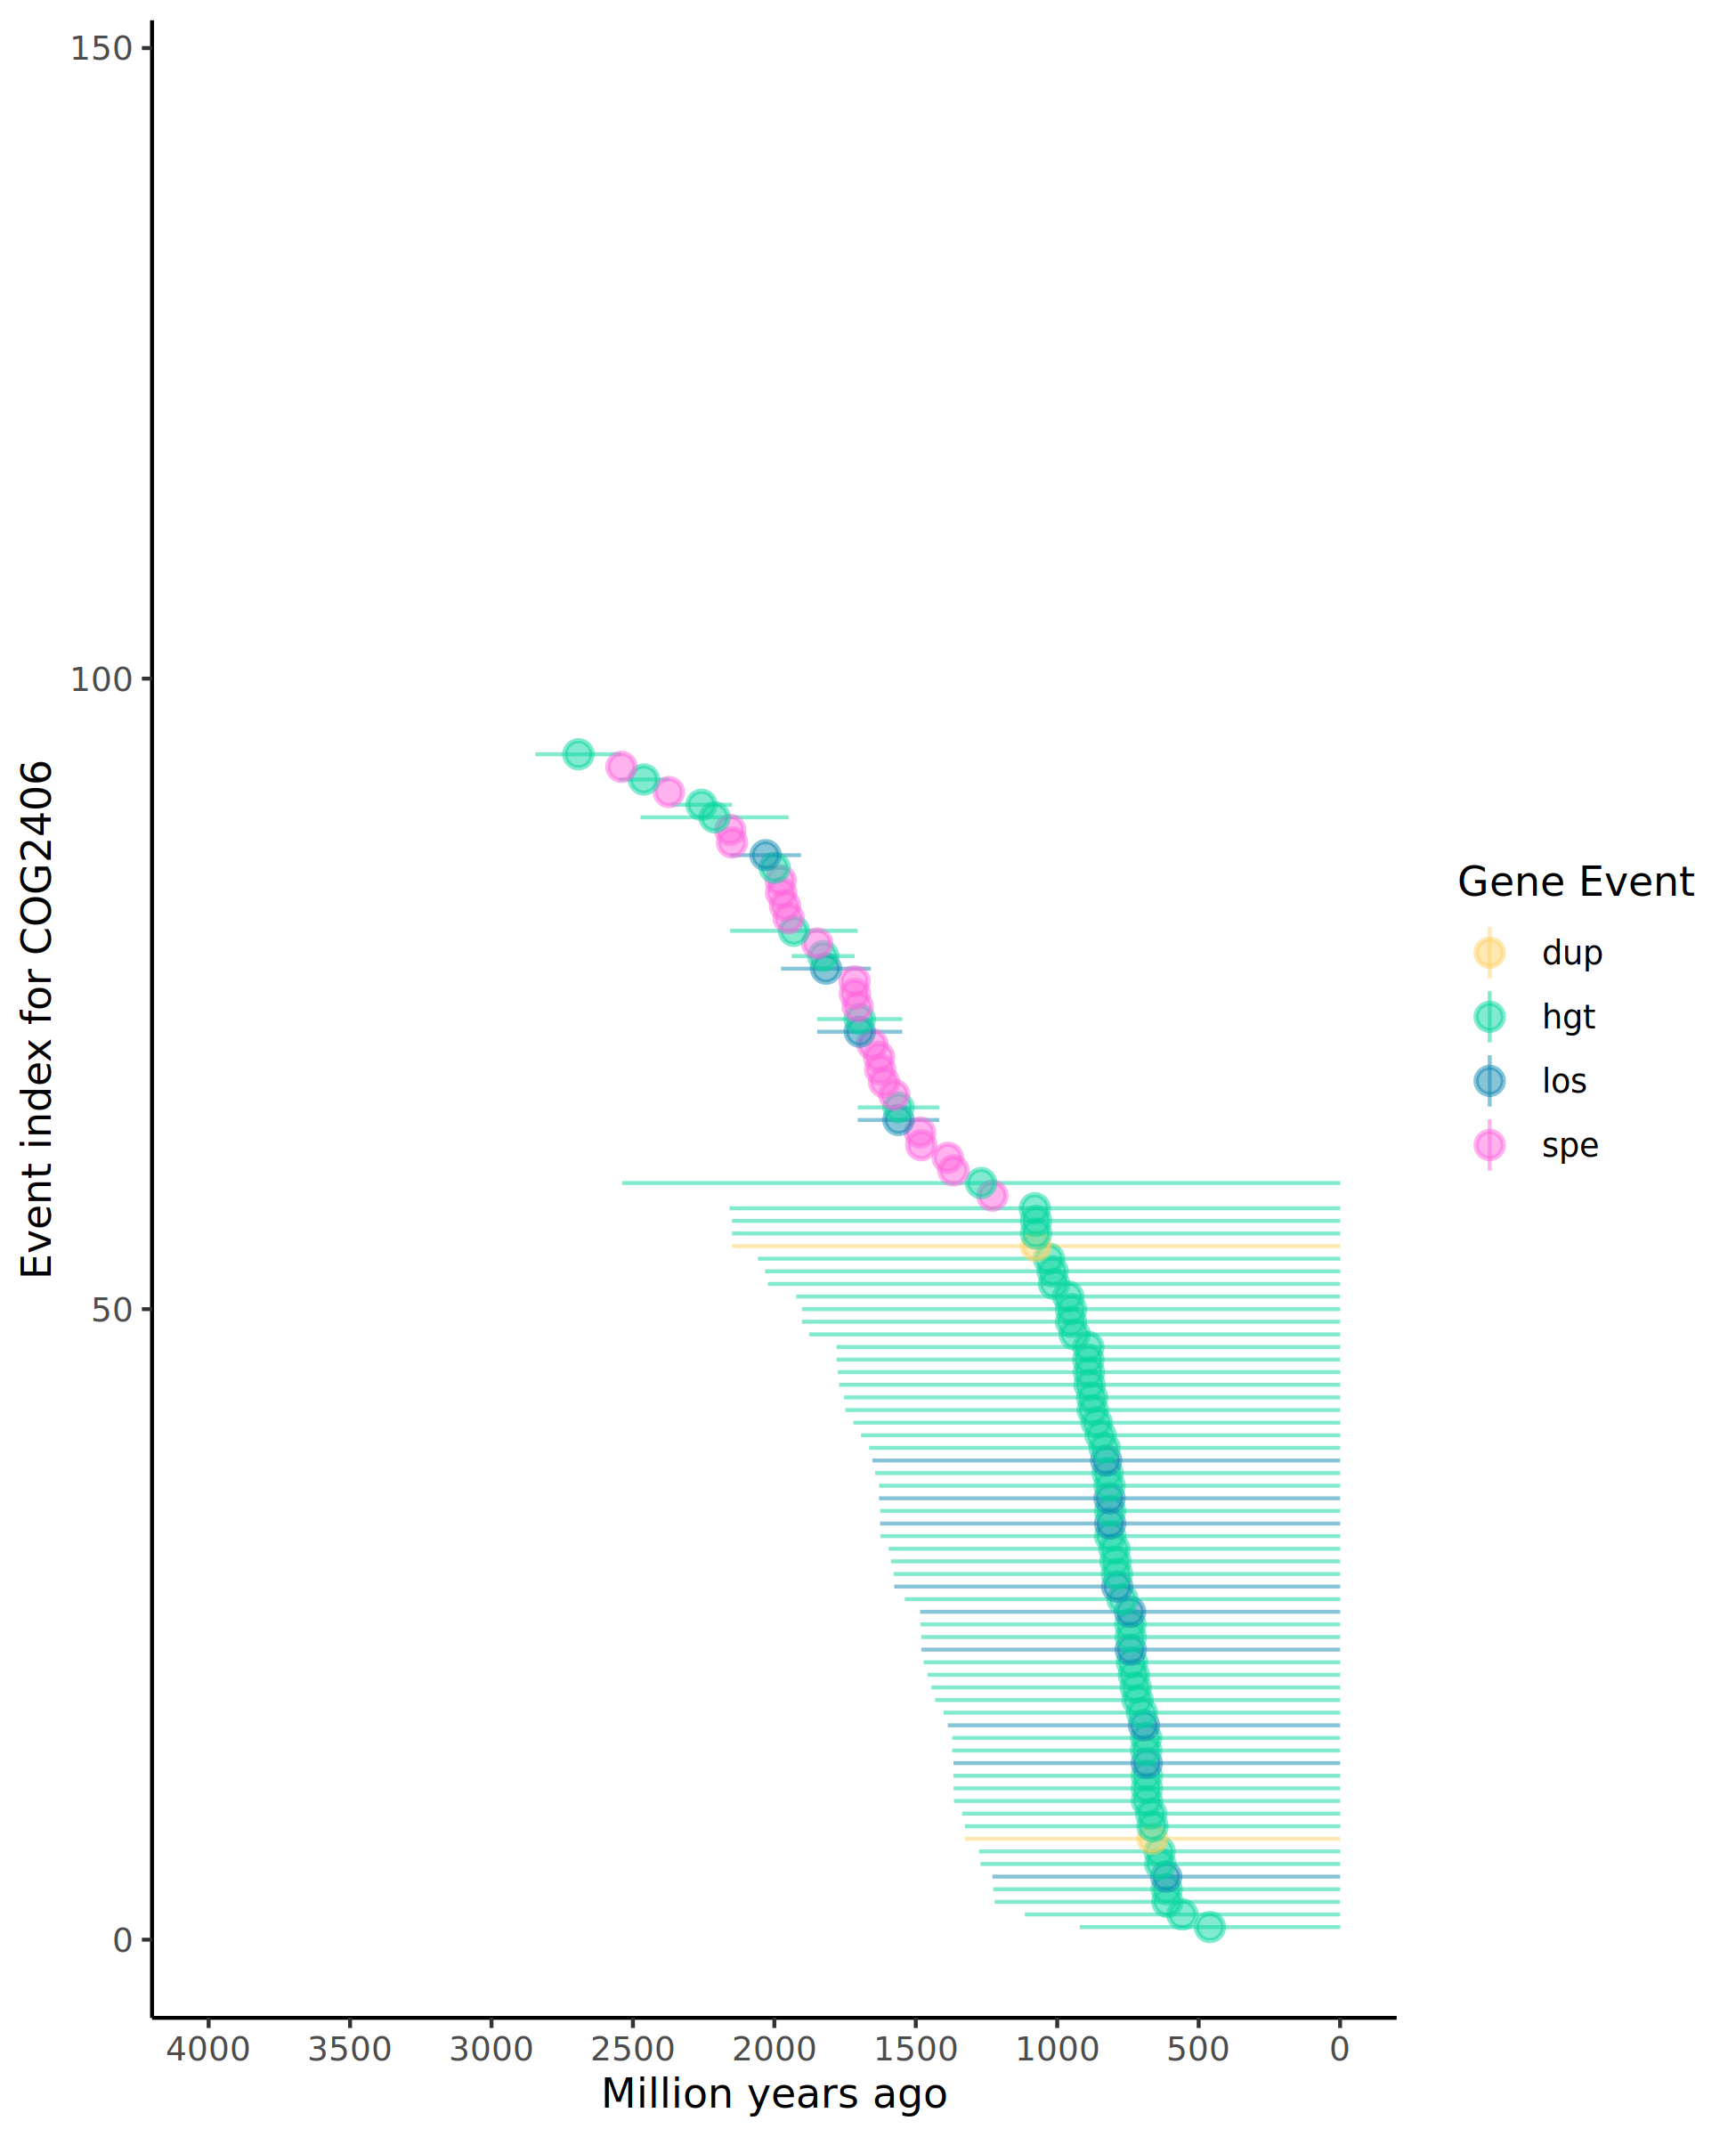 150
100
50
0
Event index for COG2406
4000 3500 3000 2500 2000 1500 1000 500 0
Million years ago
Gene Event
dup
hgt
los
spe